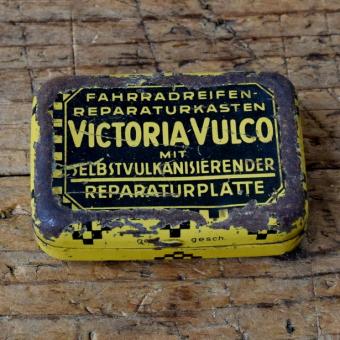 FAHRRADREIFEN-
REPARATURKASTEN
VICTORIA-VULCO
MIT
SELBSTVULKANISIERENDER
REPARATURPLATTE
gesch.